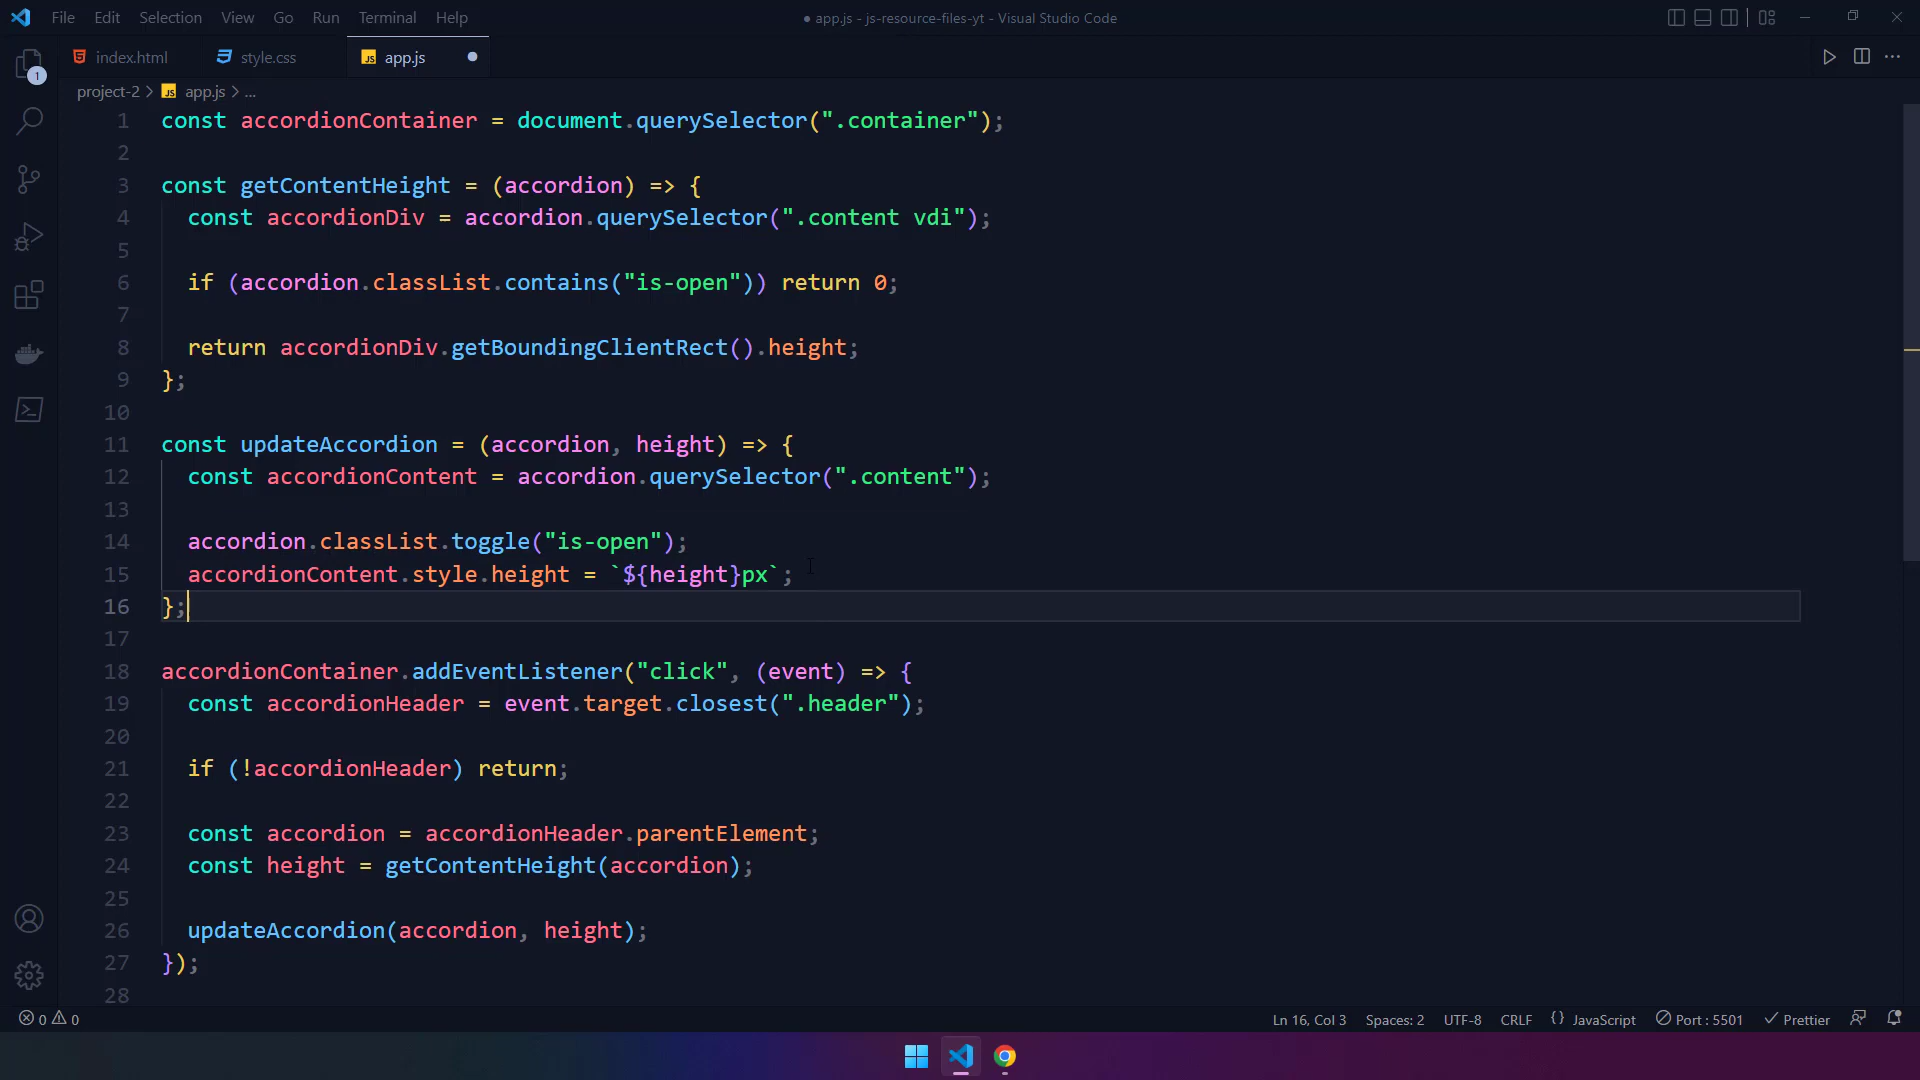 File Edit Selection View Go Run Terminal Help
● app.js - js-resource-files-yt - Visual Studio Code
index.html style.css JS app.js
1
project-2 > JS app.js > ...
1 const accordionContainer = document.querySelector(".container");
2
3 const getContentHeight = (accordion) => {
4 const accordionDiv = accordion.querySelector(".content vdi");
5
6 if (accordion.classList.contains("is-open")) return 0;
7
8 return accordionDiv.getBoundingClientRect().height;
9 };
10
11 const updateAccordion = (accordion, height) => {
12 const accordionContent = accordion.querySelector(".content");
13
14 accordion.classList.toggle("is-open");
15 accordionContent.style.height = `${height}px`;
16 };
17
18 accordionContainer.addEventListener("click", (event) => {
19 const accordionHeader = event.target.closest(".header");
20
21 if (!accordionHeader) return;
22
23 const accordion = accordionHeader.parentElement;
24 const height = getContentHeight(accordion);
25
26 updateAccordion(accordion, height);
27 });
28
0 0 Ln 16, Col 3 Spaces: 2 UTF-8 CRLF {} JavaScript Port : 5501 Prettier